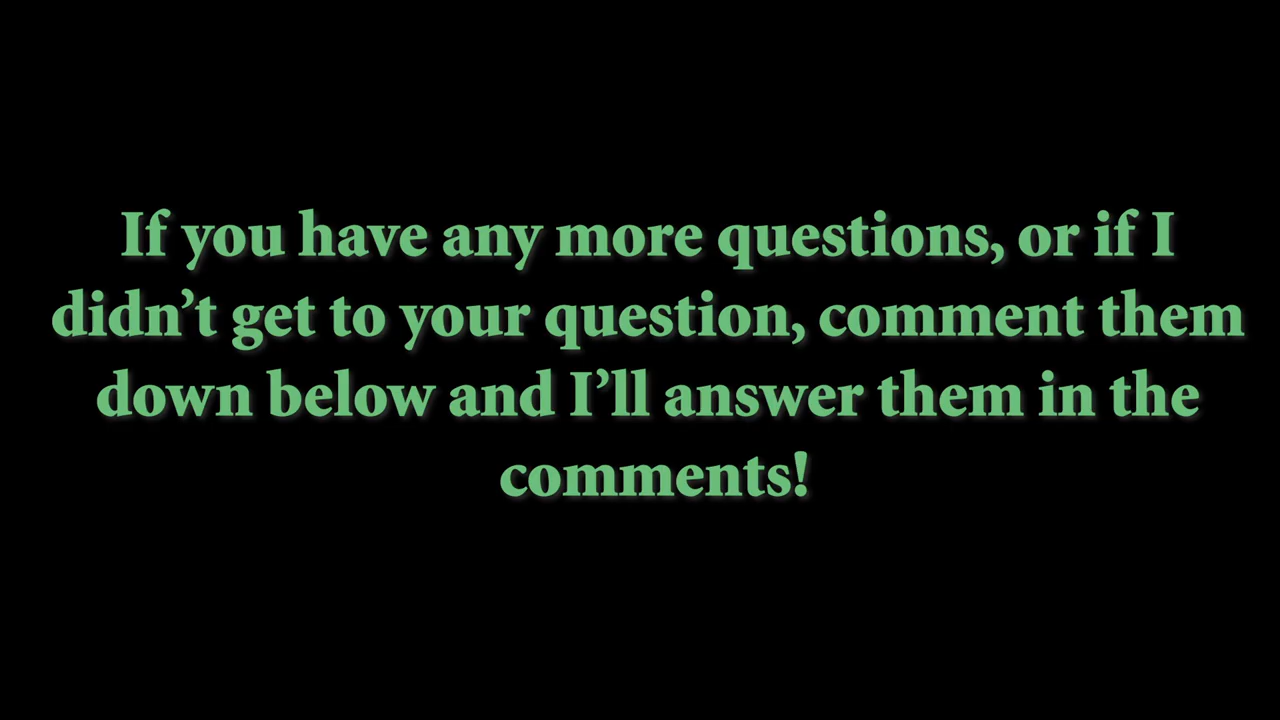 If you have any more questions, or if I
didn’t get to your question, comment them
down below and I’ll answer them in the
comments!